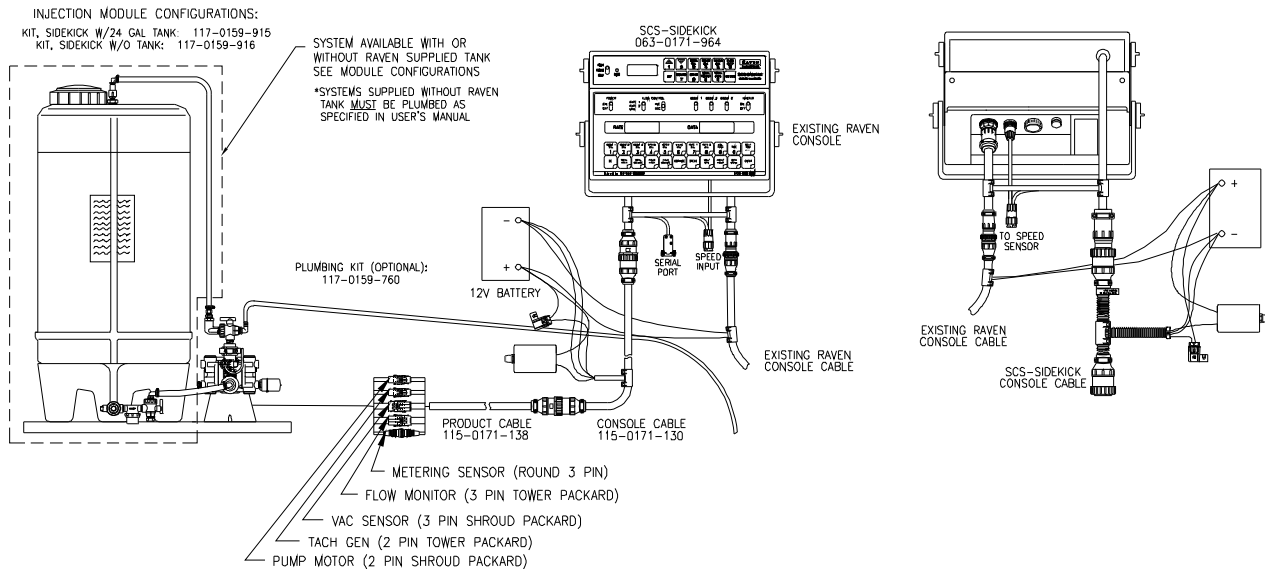 INJECTION MODULE CONFIGURATIONS:
KIT, SIDEKICK W/24 GAL TANK: 117-0159-915
KIT, SIDEKICK W/O TANK: 117-0159-916
SYSTEM AVAILABLE WITH OR
WITHOUT RAVEN SUPPLIED TANK
SEE MODULE CONFIGURATIONS
*SYSTEMS SUPPLIED WITHOUT RAVEN
TANK MUST BE PLUMBED AS
SPECIFIED IN USER'S MANUAL
SCS-SIDEKICK
063-0171-964
RATE
DATA
EXISTING RAVEN
CONSOLE
SERIAL
PORT
SPEED
INPUT
-
+
12V BATTERY
PLUMBING KIT (OPTIONAL):
117-0159-760
EXISTING RAVEN
CONSOLE CABLE
PRODUCT CABLE
115-0171-138
CONSOLE CABLE
115-0171-130
METERING SENSOR (ROUND 3 PIN)
FLOW MONITOR (3 PIN TOWER PACKARD)
VAC SENSOR (3 PIN SHROUD PACKARD)
TACH GEN (2 PIN TOWER PACKARD)
PUMP MOTOR (2 PIN SHROUD PACKARD)
TO SPEED
SENSOR
+
-
EXISTING RAVEN
CONSOLE CABLE
SCS-SIDEKICK
CONSOLE CABLE